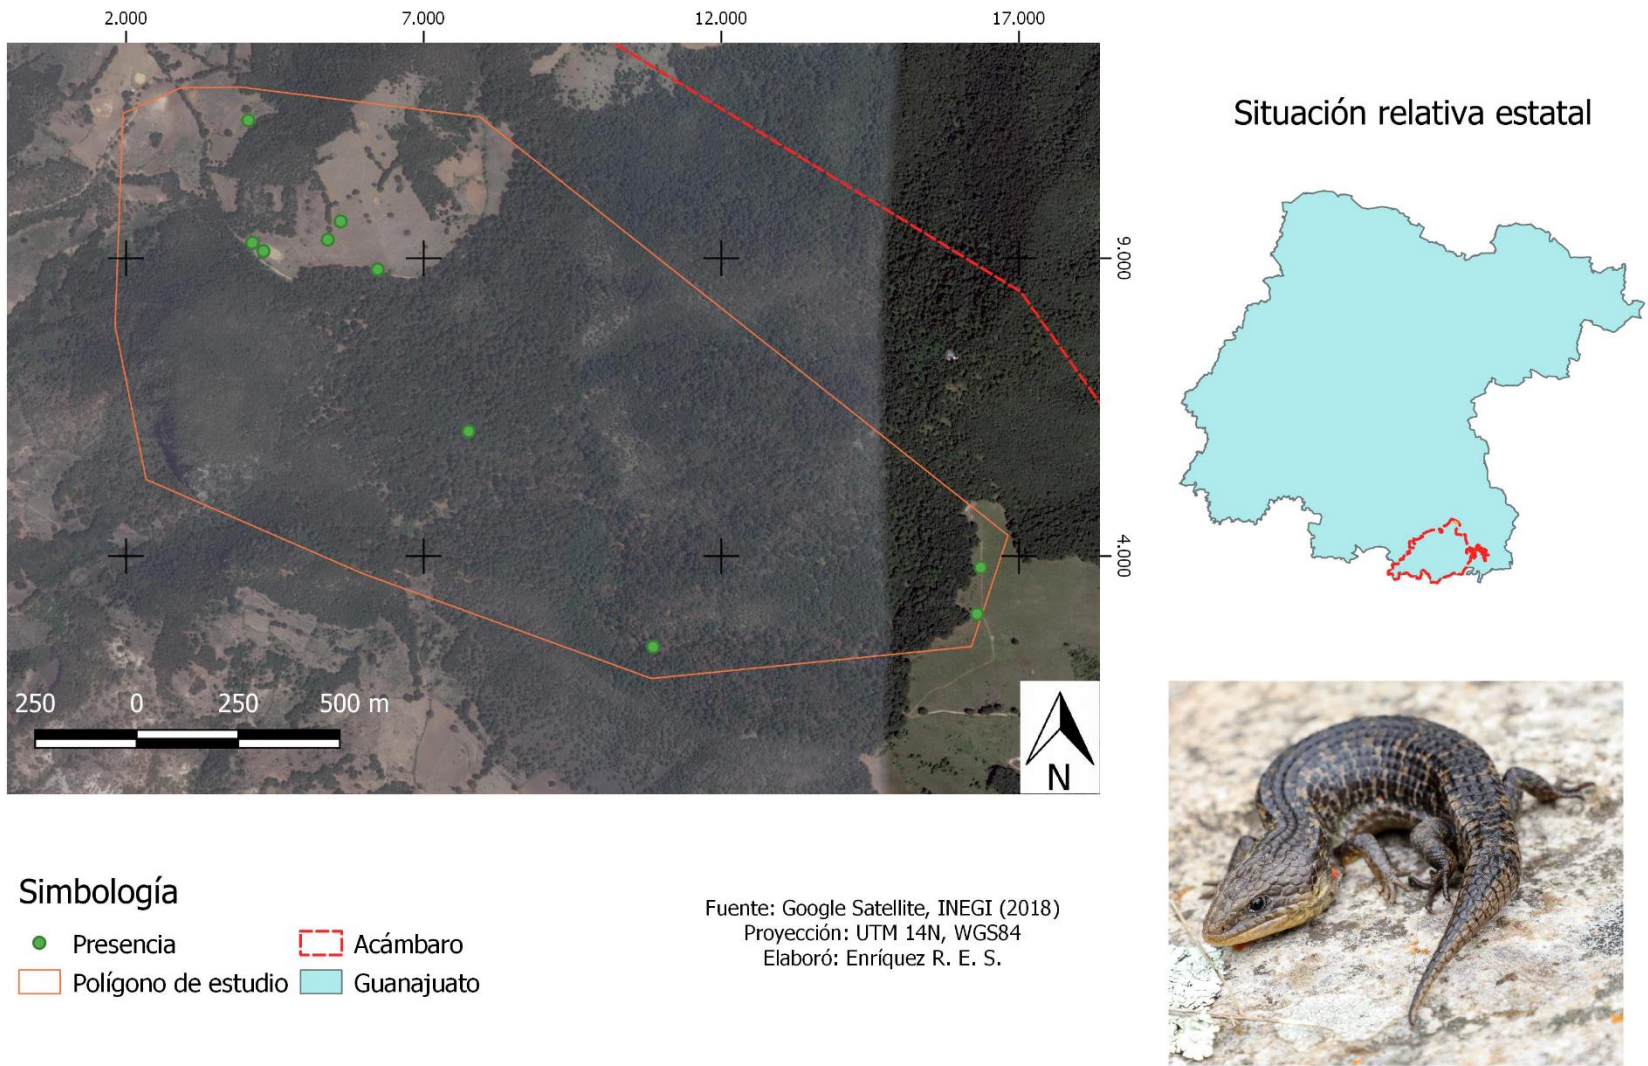 2.000
7.000
12.000
17.000
9.000
4.000
250 0 250 500 m
N
Situación relativa estatal
Simbología
Presencia
Acámbaro
Polígono de estudio
Guanajuato
Fuente: Google Satellite, INEGI (2018)
Proyección: UTM 14N, WGS84
Elaboró: Enríquez R. E. S.